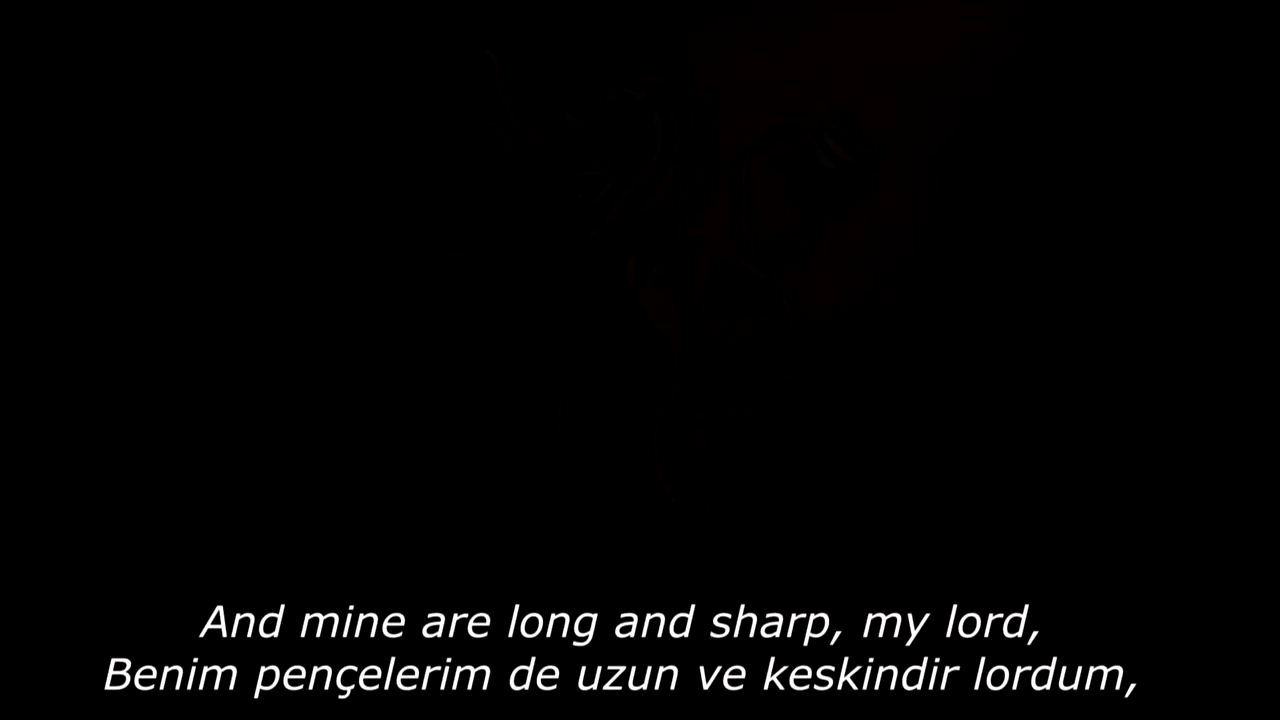 And mine are long and sharp, my lord,
Benim pençelerim de uzun ve keskindir lordum,